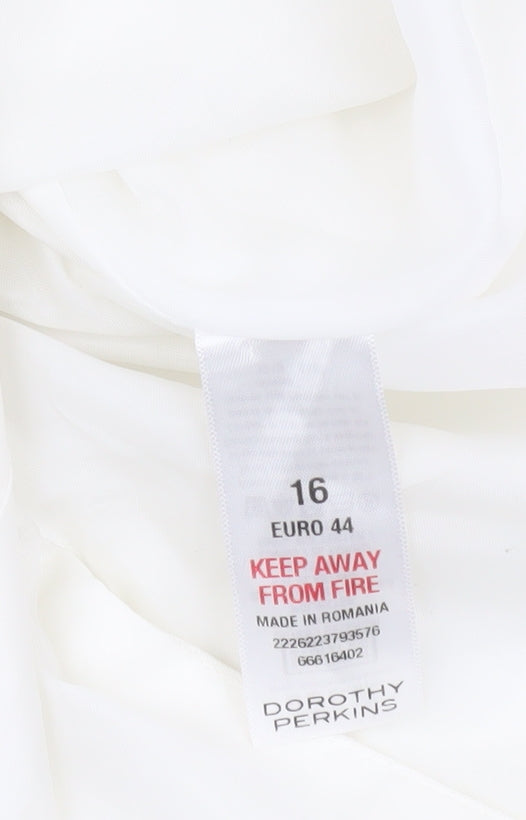 16
EURO 44
KEEP AWAY
FROM FIRE
MADE IN ROMANIA
2226223793576
66616402
DOROTHY
PERKINS